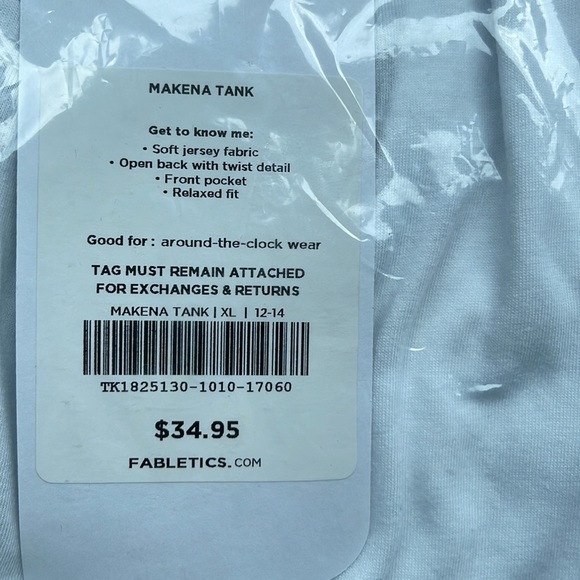 MAKENA TANK
Get to know me:
• Soft jersey fabric
• Open back with twist detail
• Front pocket
• Relaxed fit
Good for : around-the-clock wear
TAG MUST REMAIN ATTACHED
FOR EXCHANGES & RETURNS
MAKENA TANK | XL | 12-14
TK1825130-1010-17060
$34.95
FABLETICS.COM